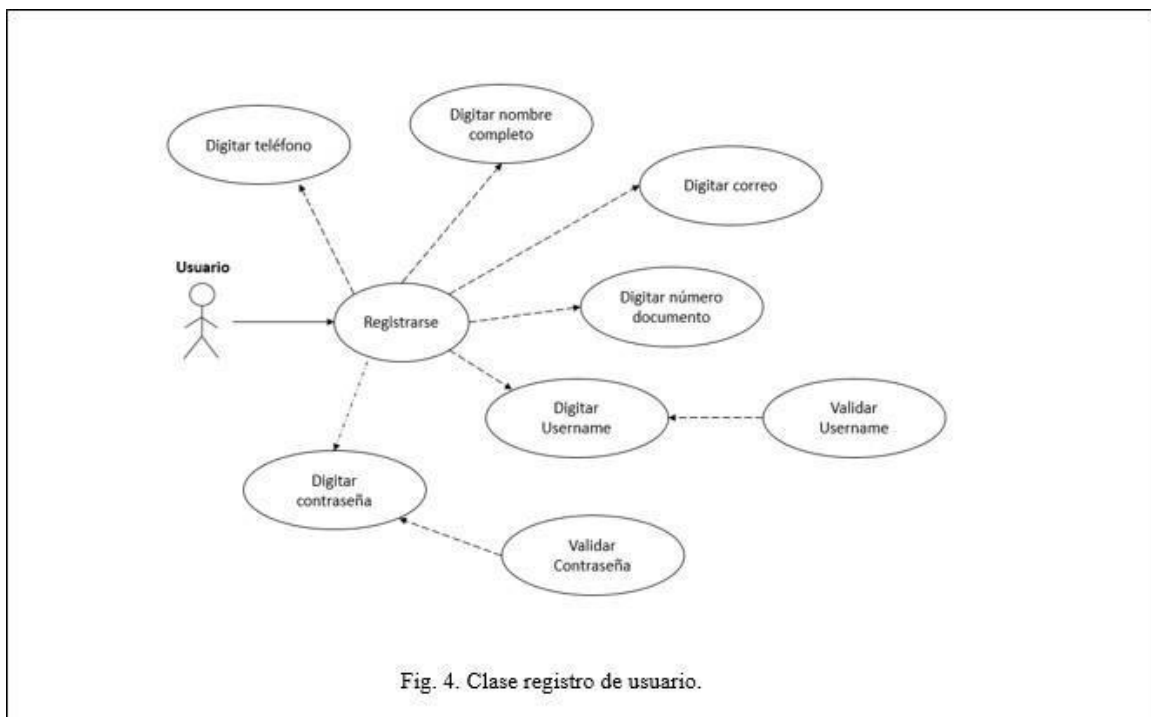 Digitar nombre
completo
Digitar teléfono
Digitar correo
Usuario
Digitar número
documento
Registrarse
Digitar
Username
Validar
Username
Digitar
contraseña
Validar
Contraseña
Fig. 4. Clase registro de usuario.